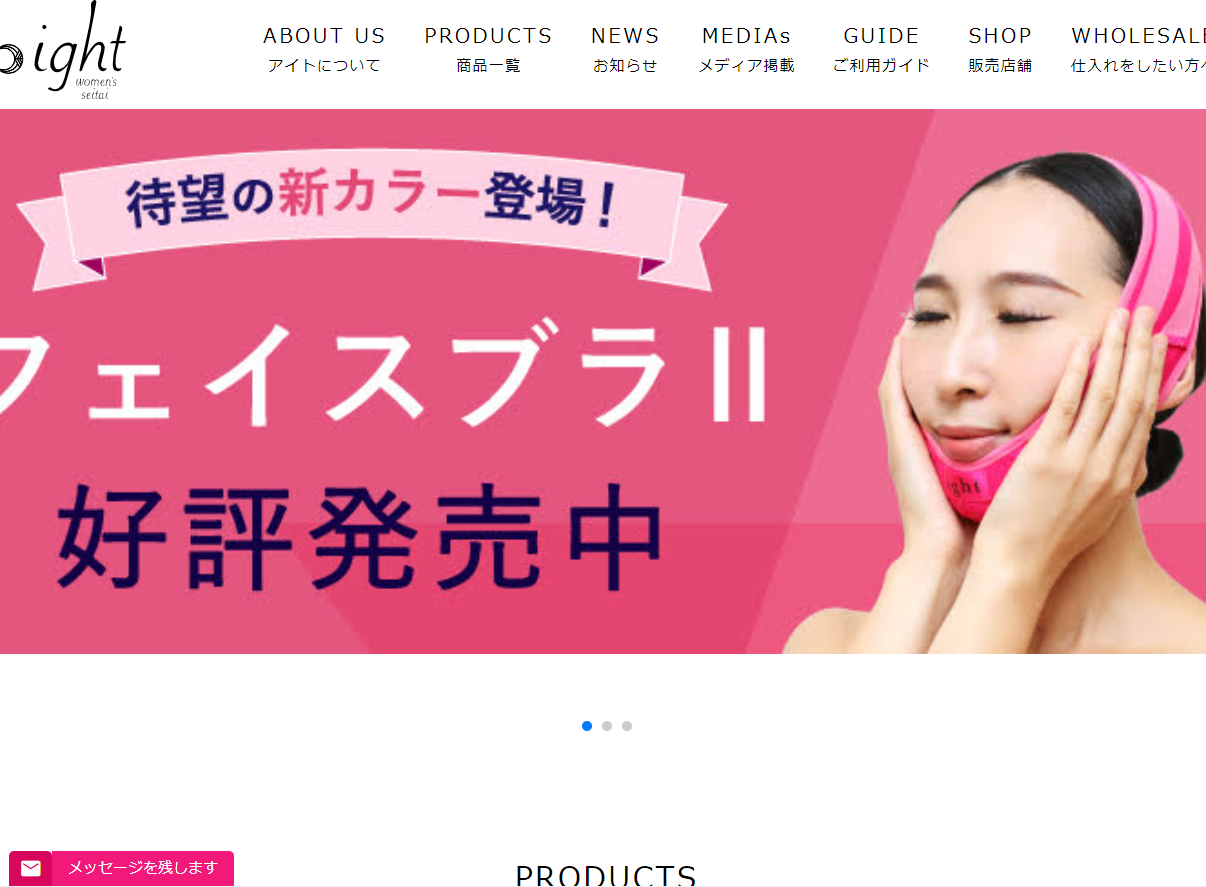 ight
women's
seitai
ABOUT US
アイトについて
PRODUCTS
商品一覧
NEWS
お知らせ
MEDIAs
メディア掲載
GUIDE
ご利用ガイド
SHOP
販売店舗
WHOLESALE
仕入れをしたい方へ
待望の新カラー登場！
フェイスブラⅡ
好評発売中
ight
メッセージを残します
PRODUCTS